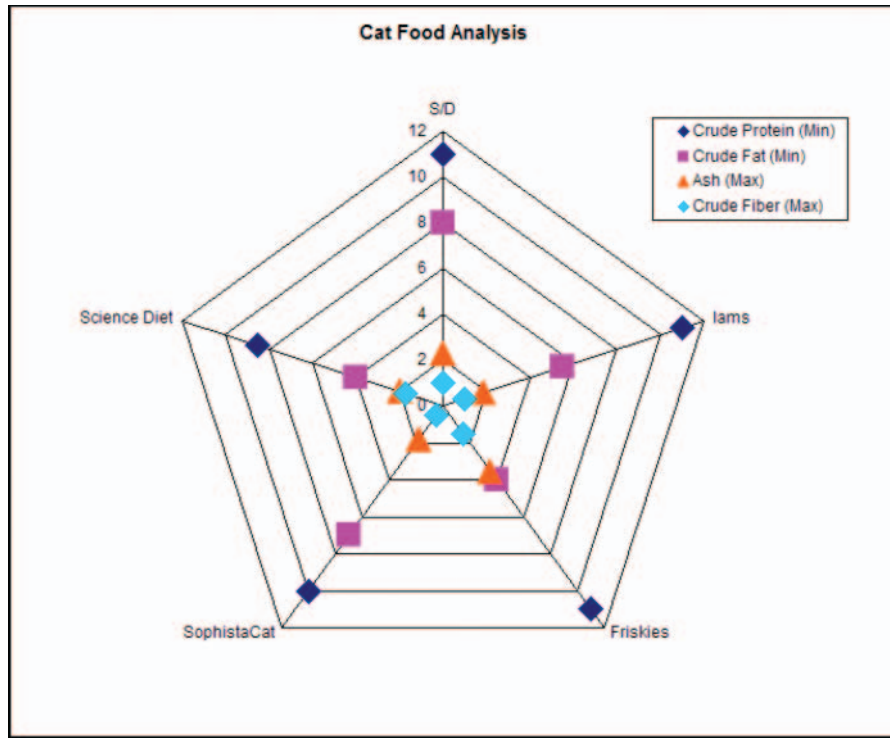 Cat Food Analysis
S/D
12
10
8
6
4
2
0
Crude Protein (Min)
Crude Fat (Min)
Ash (Max)
Crude Fiber (Max)
Science Diet
Iams
SophistaCat
Friskies